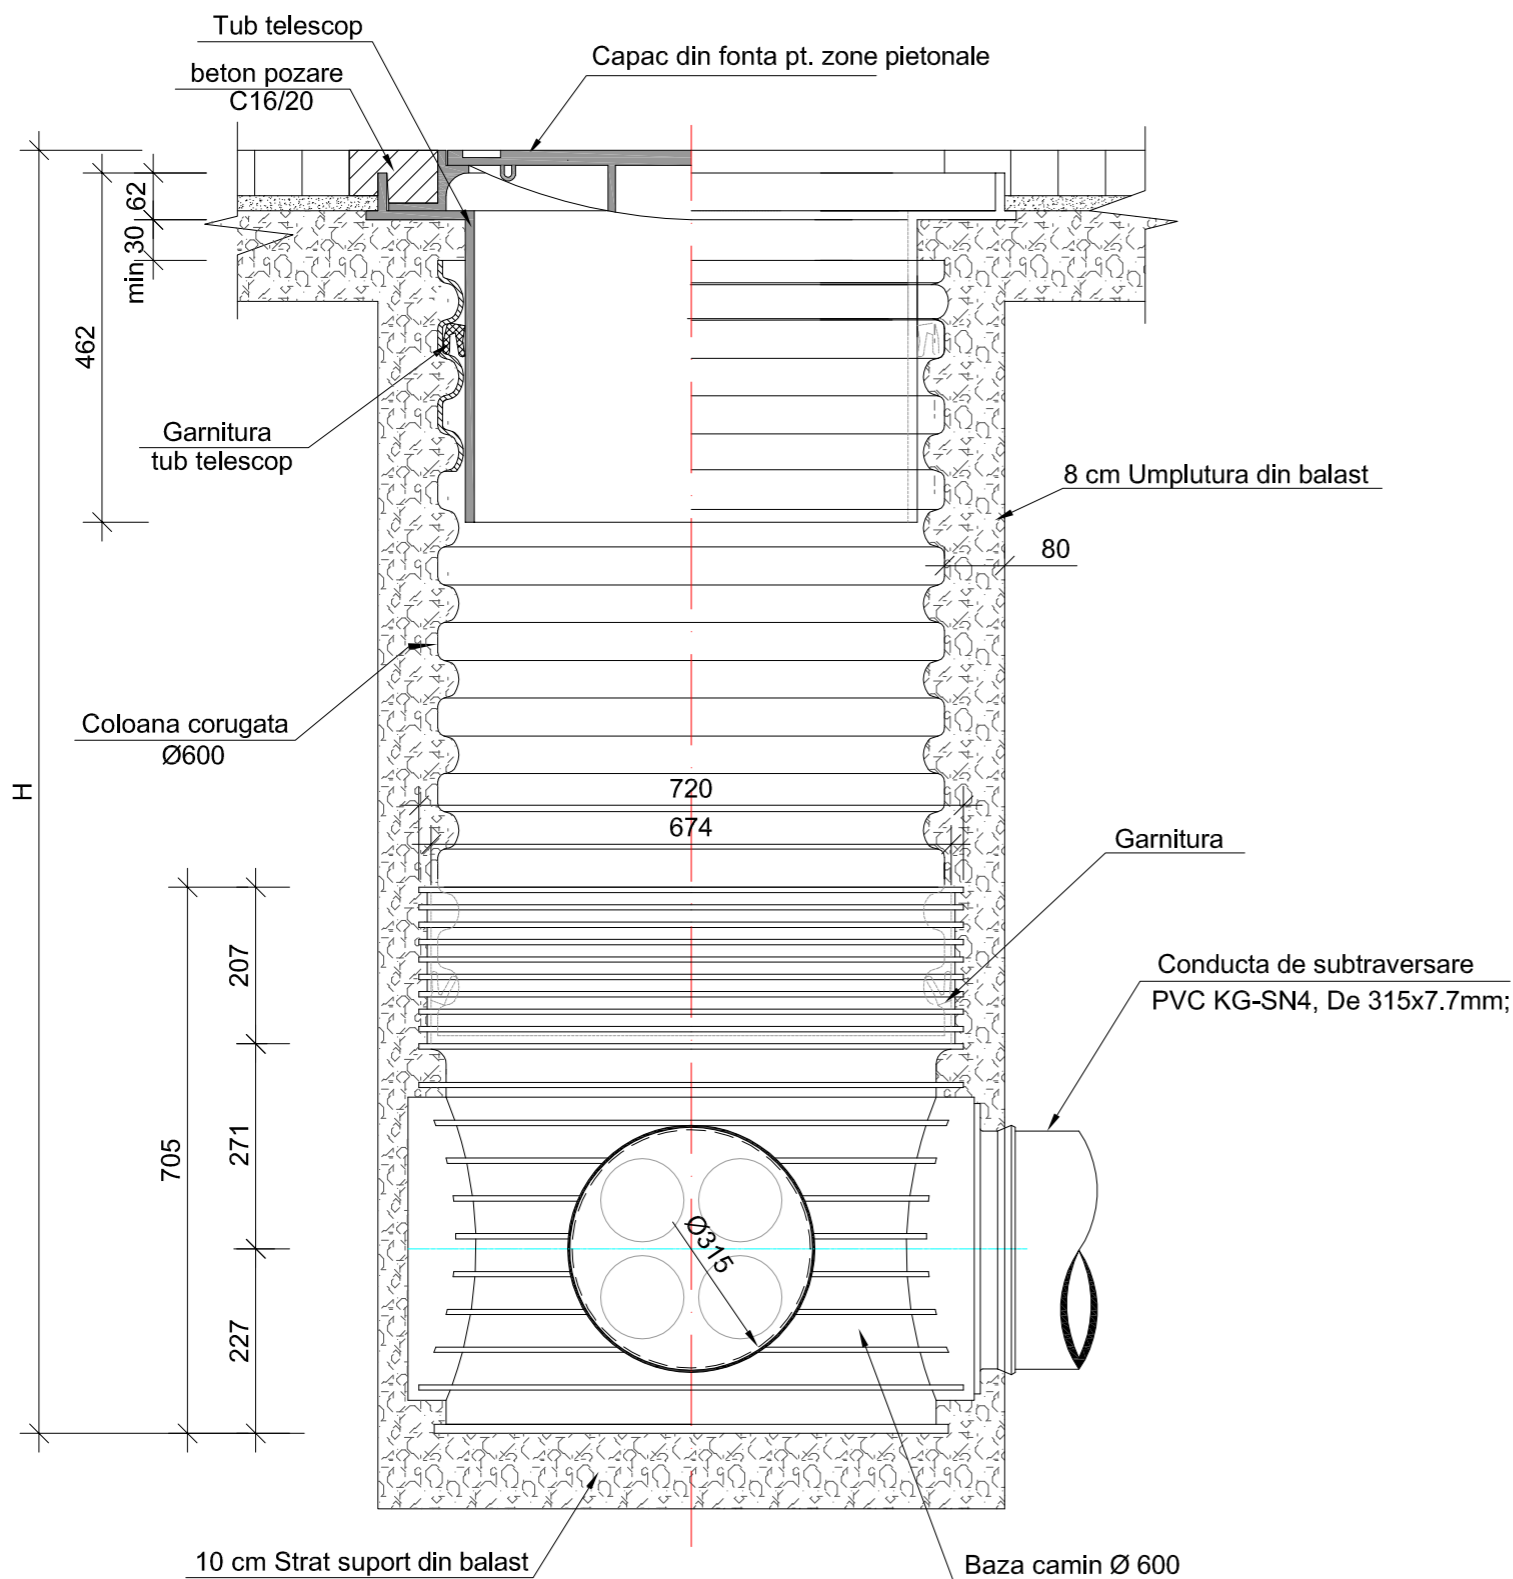 Tub telescop
Capac din fonta pt. zone pietonale
beton pozare
C16/20
62
min 30
462
Garnitura
tub telescop
8 cm Umplutura din balast
80
Coloana corugata
Ø600
H
720
674
Garnitura
207
Conducta de subtraversare
PVC KG-SN4, De 315x7.7mm;
271
705
Ø315
227
10 cm Strat suport din balast
Baza camin Ø 600